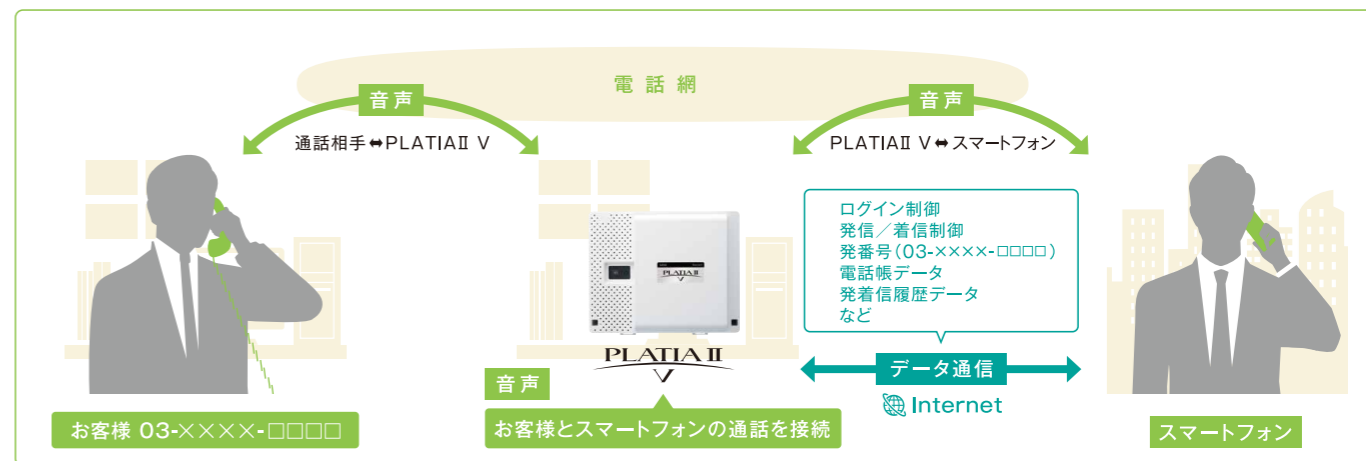 電話網
音声
音声
通話相手⬌PLATIAⅡ V
PLATIAⅡ V⬌スマートフォン
ログイン制御
発信／着信制御
発番号（03-××××-□□□□）
電話帳データ
発着信履歴データ
など
PLATIAⅡ
V
PLATIA Ⅱ
V
データ通信
Internet
音声
お客様とスマートフォンの通話を接続
お客様 03-××××-□□□□
スマートフォン